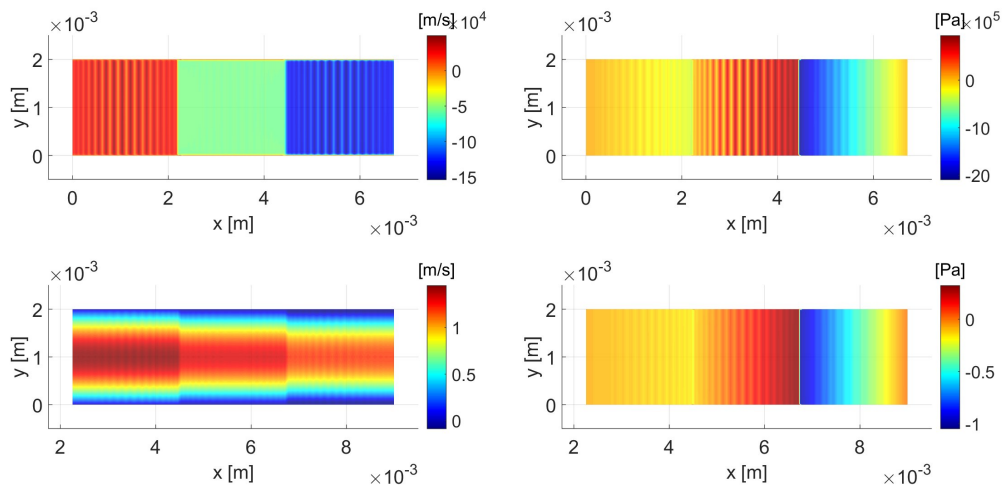 ×10⁻³ [m/s] ×10⁴
2
1
0
y [m]
0
-5
-10
-15
0 2 4 6
x [m] ×10⁻³
×10⁻³ [Pa] ×10⁵
2
1
0
y [m]
0
-10
-20
0 2 4 6
x [m] ×10⁻³
×10⁻³ [m/s]
2
1
0
y [m]
1
0.5
0
2 4 6 8
x [m] ×10⁻³
×10⁻³ [Pa]
2
1
0
y [m]
0
-0.5
-1
2 4 6 8
x [m] ×10⁻³